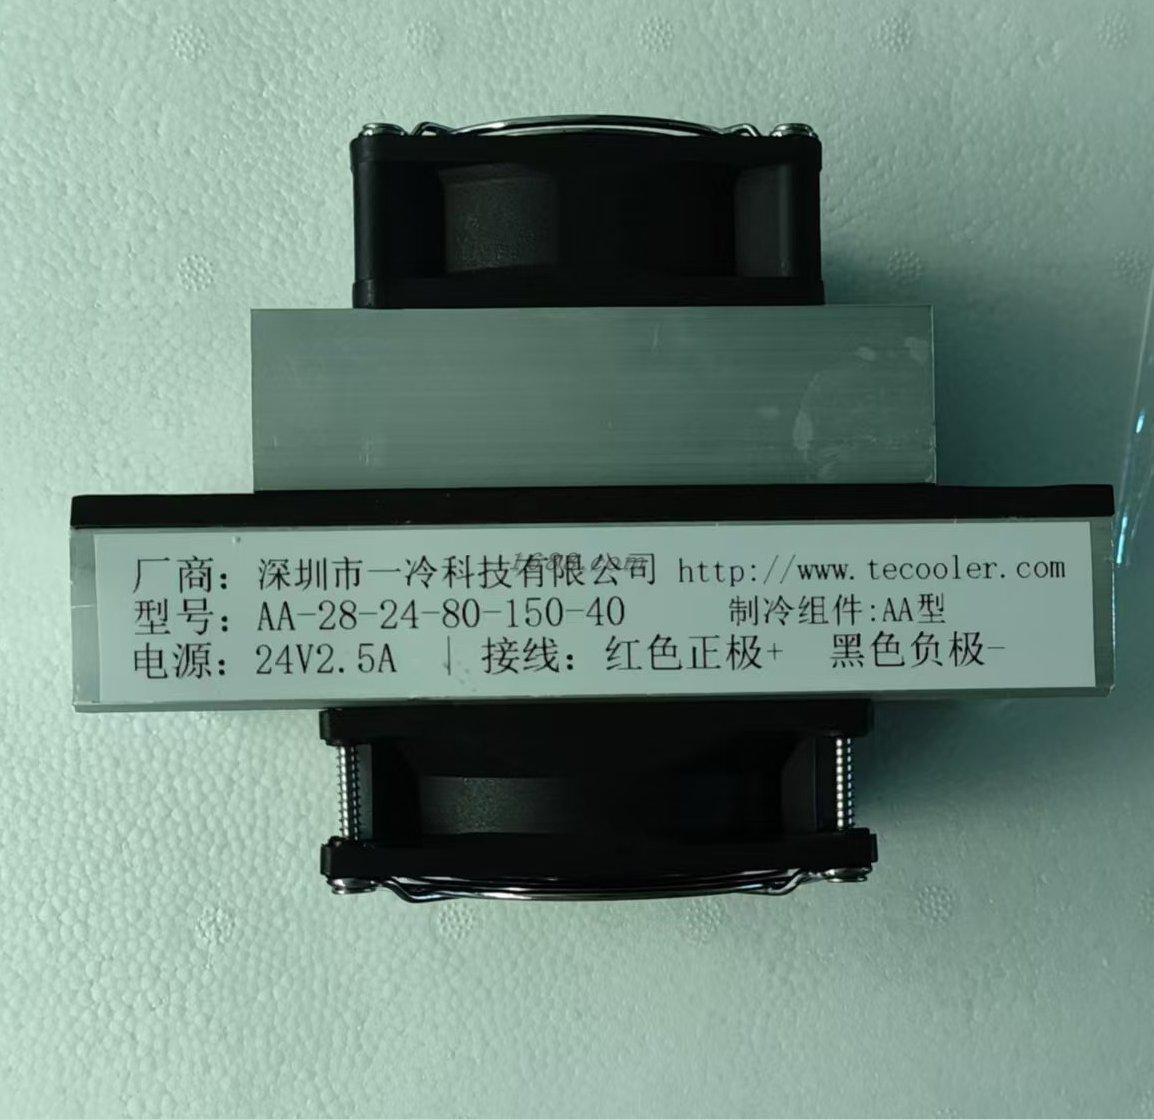 厂商：深圳市一冷科技有限公司 http://www.tecooler.com
型号：AA-28-24-80-150-40 制冷组件:AA型
电源：24V2.5A | 接线：红色正极+ 黑色负极-
1688.com